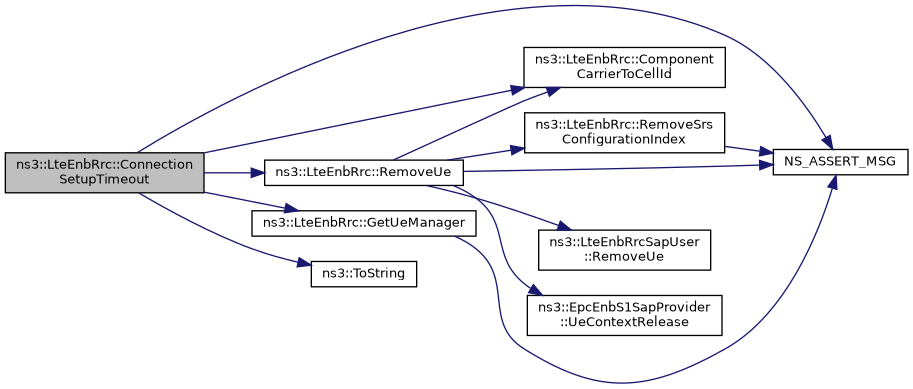 ns3::LteEnbRrc::Connection
SetupTimeout
ns3::LteEnbRrc::Component
CarrierToCellId
ns3::LteEnbRrc::RemoveSrs
ConfigurationIndex
NS_ASSERT_MSG
ns3::LteEnbRrc::RemoveUe
ns3::LteEnbRrc::GetUeManager
ns3::LteEnbRrcSapUser
::RemoveUe
ns3::ToString
ns3::EpcEnbS1SapProvider
::UeContextRelease